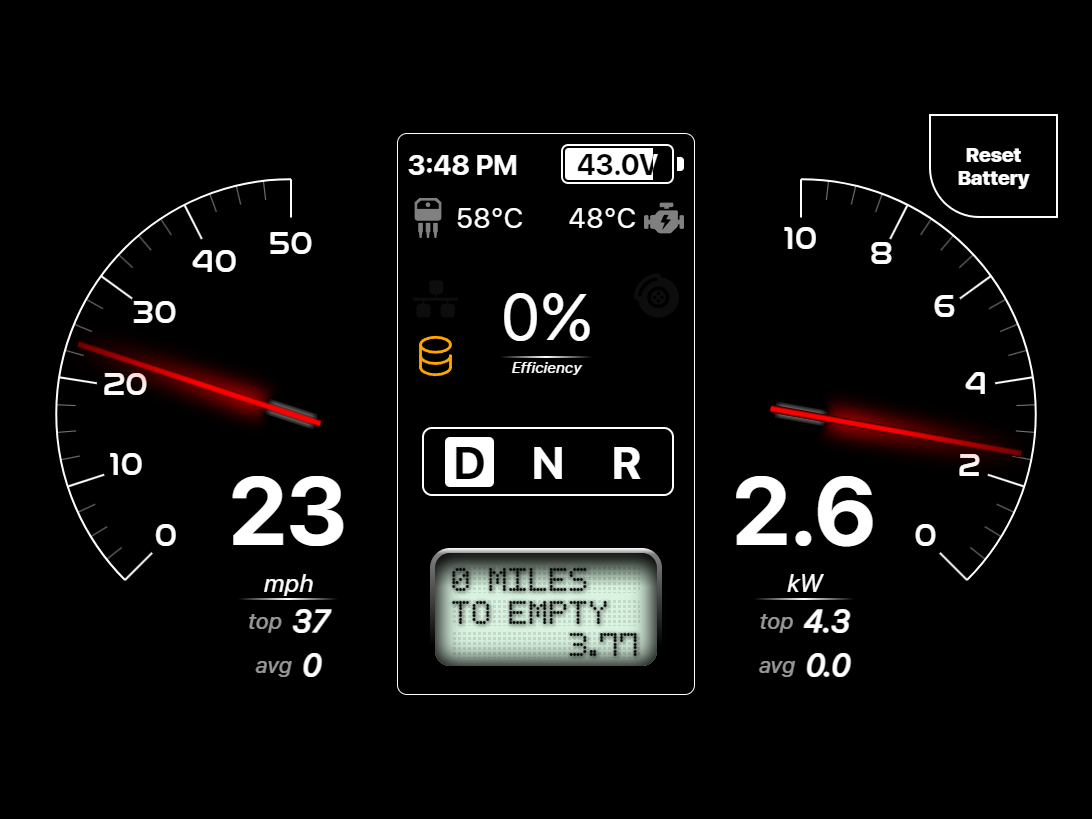 3:48 PM
43.0V
58°C
48°C
0%
Efficiency
D N R
0 MILES
TO EMPTY
3.77
50
40
30
20
10
0
23
mph
top 37
avg 0
10
8
6
4
2
0
2.6
kW
top 4.3
avg 0.0
Reset
Battery